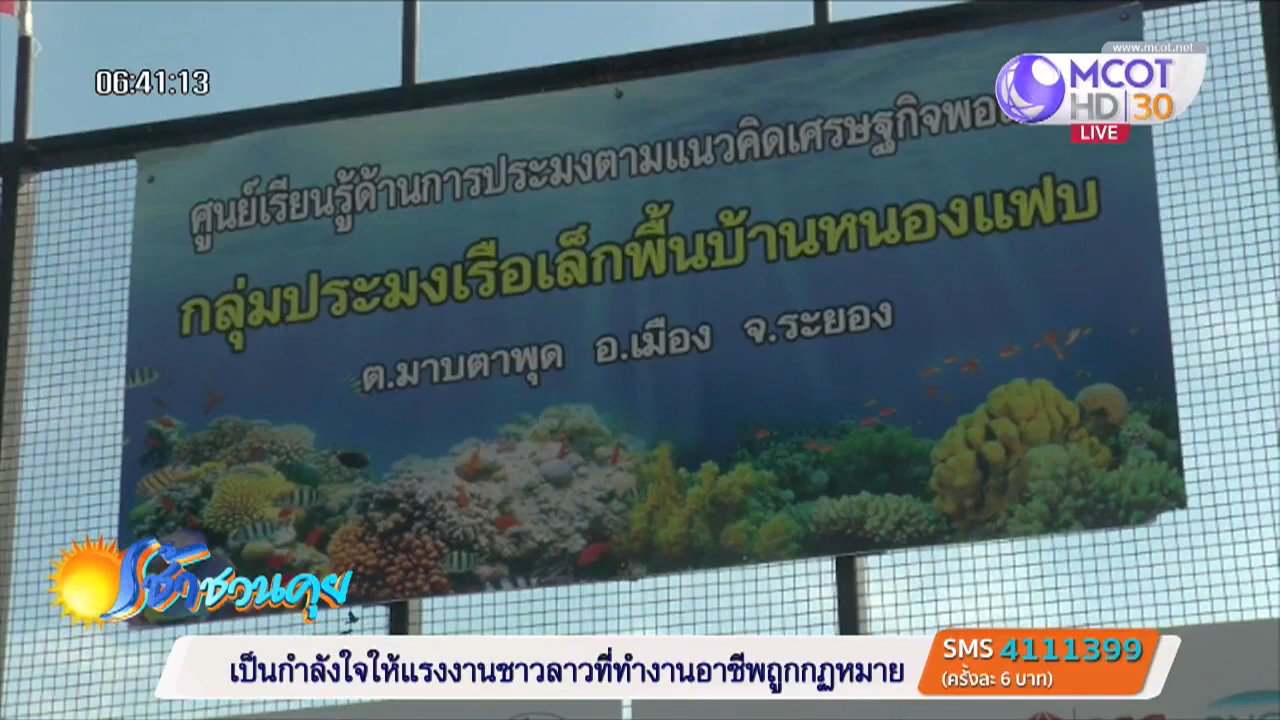 06:41:13
www.mcot.net
MCOT
HD 30
LIVE
ศูนย์เรียนรู้ด้านการประมงตามแนวคิดเศรษฐกิจพอ
กลุ่มประมงเรือเล็กพื้นบ้านหนองแฟบ
ต.มาบตาพุด อ.เมือง จ.ระยอง
เช้าชวนคุย
เป็นกำลังใจให้แรงงานชาวลาวที่ทำงานอาชีพถูกกฏหมาย
SMS 4111399
(ครั้งละ 6 บาท)